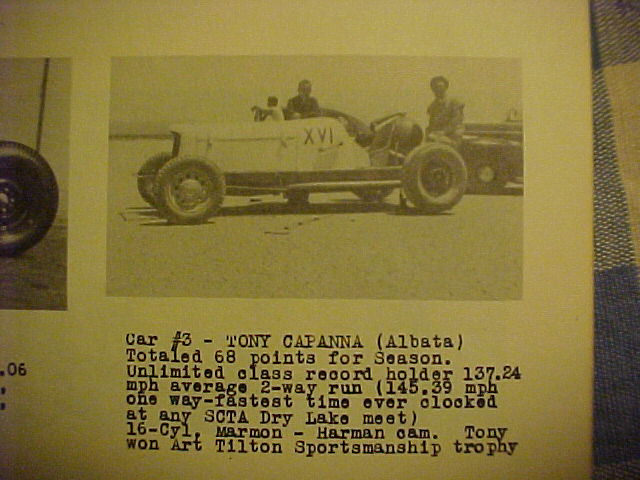 XVI
.06
Car #3 - TONY CAPANNA (Albata)
Totaled 68 points for Season.
Unlimited class record holder 137.24
mph average 2-way run (145.39 mph
one way-fastest time ever clocked
at any SCTA Dry Lake meet)
16-Cyl. Marmon - Harman cam. Tony
won Art Tilton Sportsmanship trophy